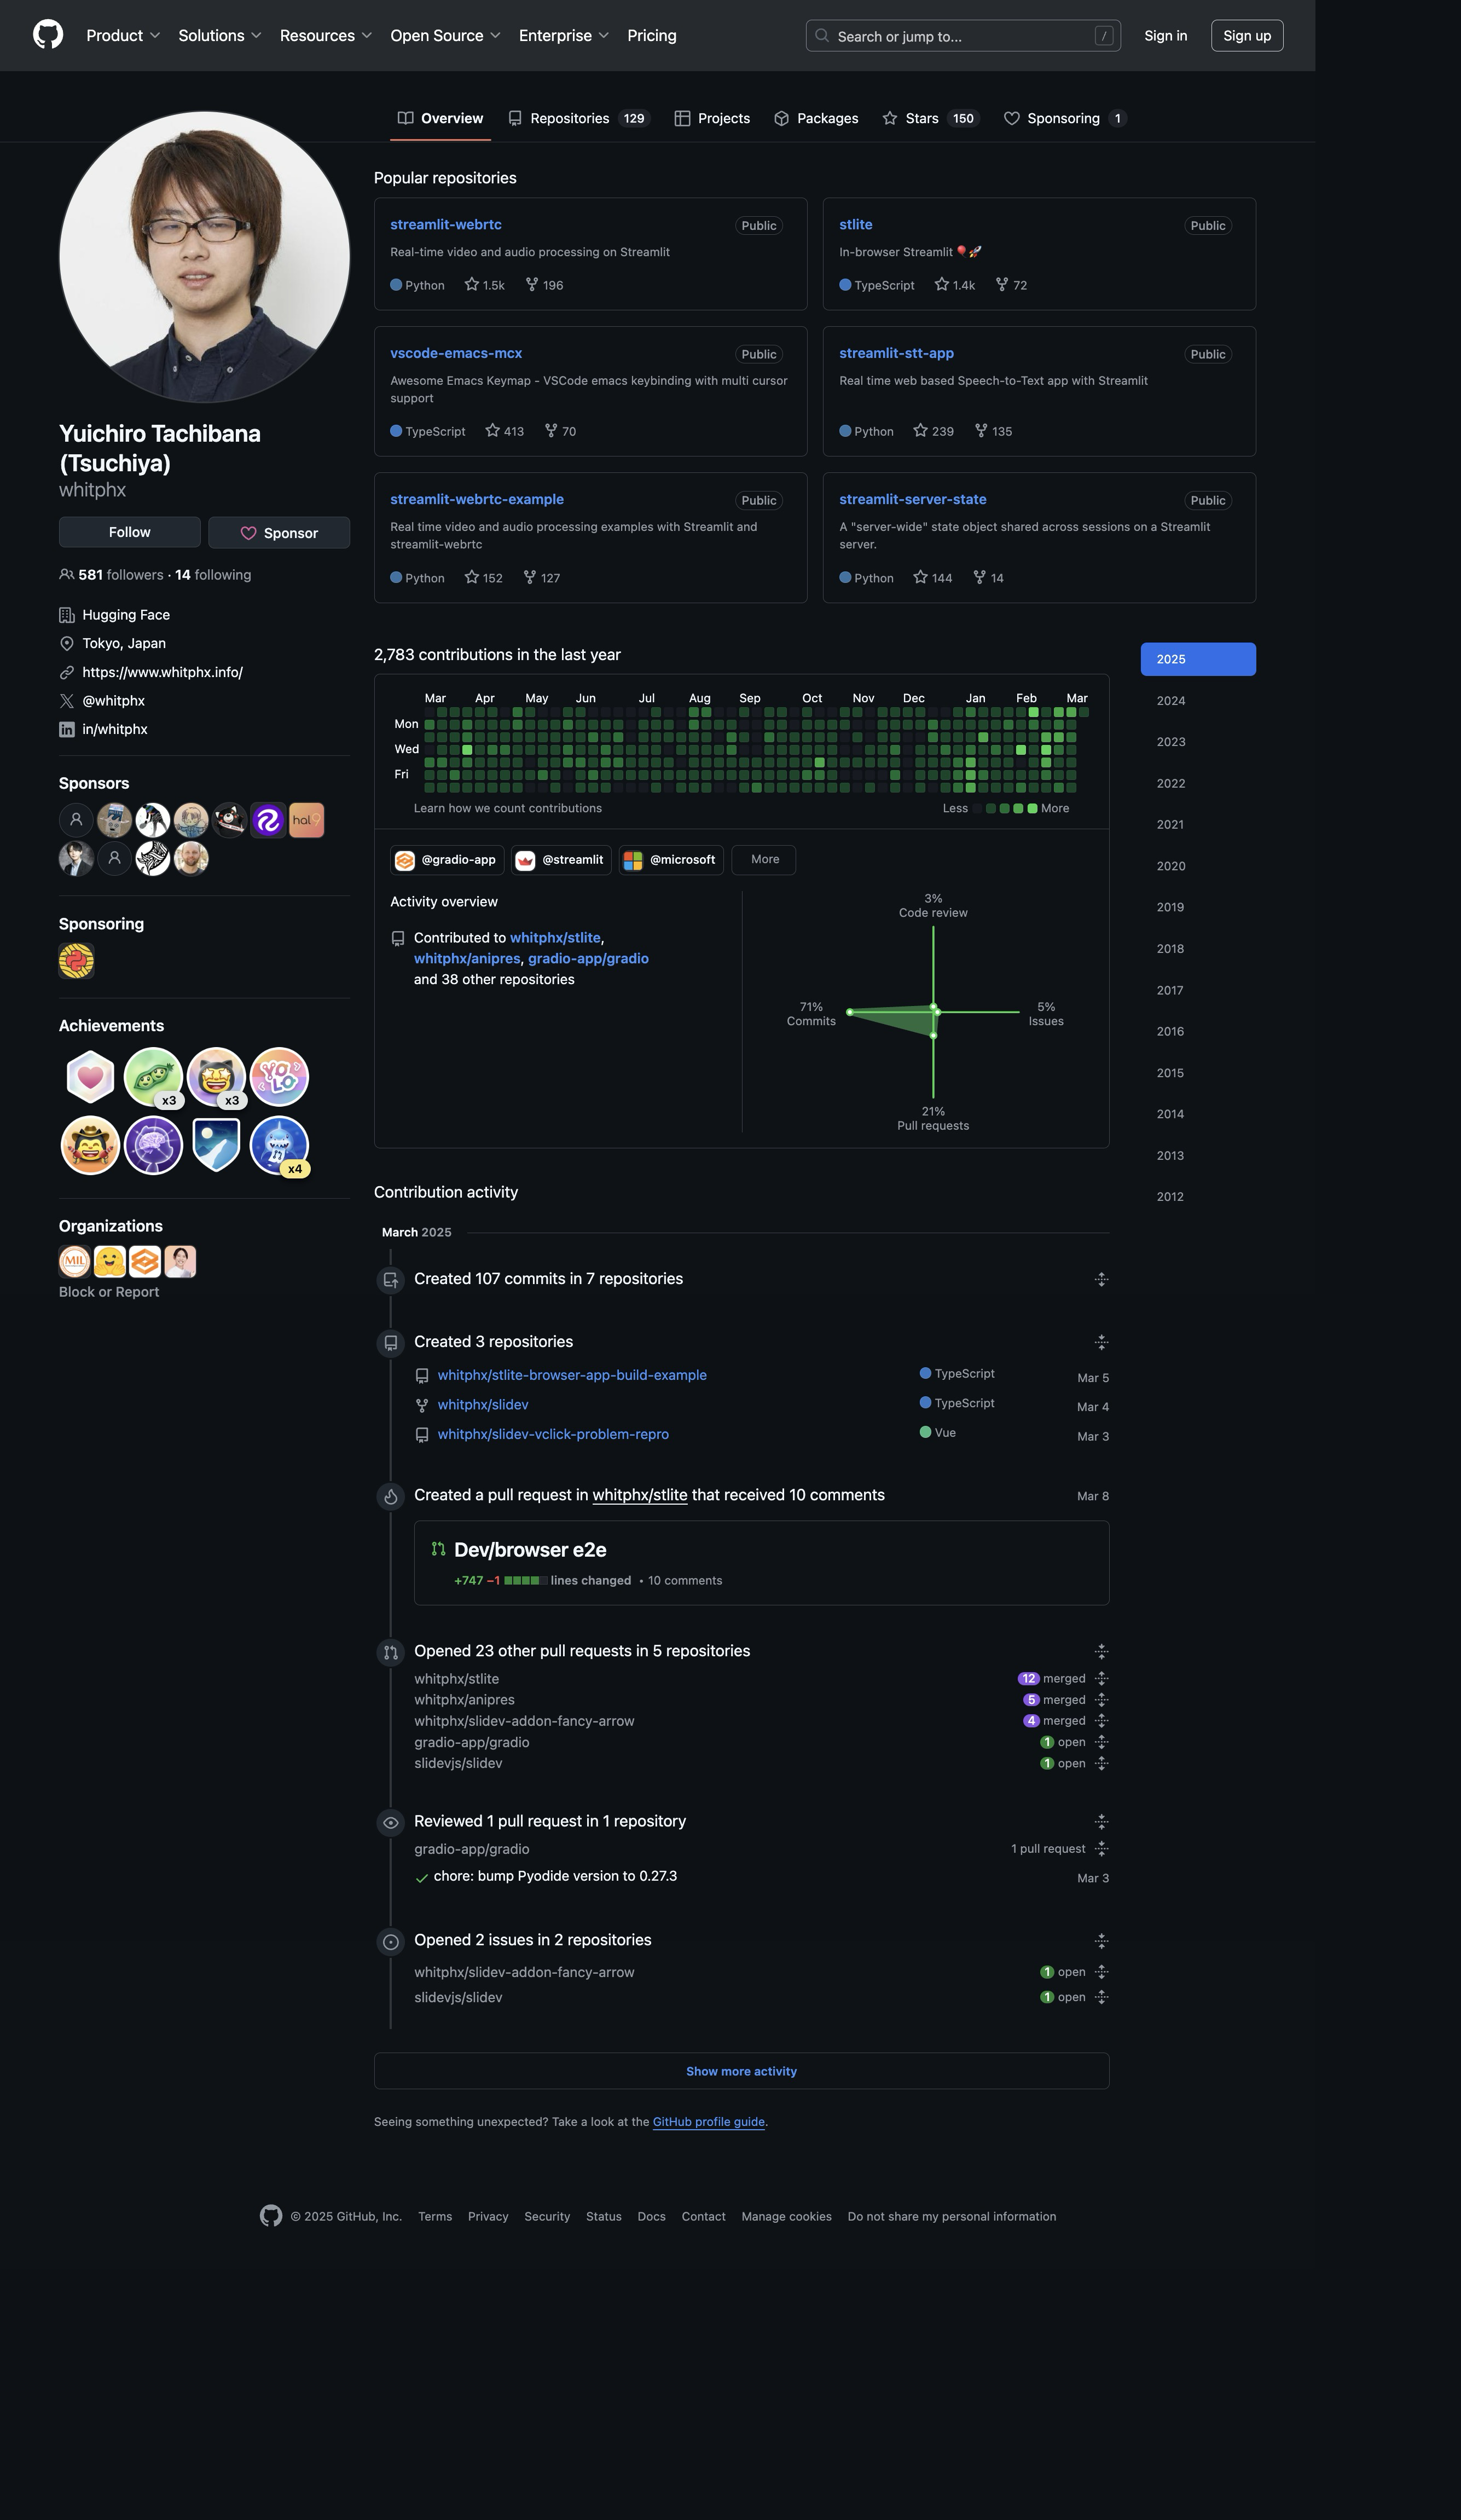 Product
Solutions
Resources
Open Source
Enterprise
Pricing
Search or jump to...
/
Sign in
Sign up
Overview
Repositories 129
Projects
Packages
Stars 150
Sponsoring 1
Yuichiro Tachibana
(Tsuchiya)
whitphx
Follow
Sponsor
581 followers · 14 following
Hugging Face
Tokyo, Japan
https://www.whitphx.info/
@whitphx
in/whitphx
Sponsors
hal9
Sponsoring
Achievements
x3
x3
YOLO
x4
Organizations
MIL
Block or Report
Popular repositories
streamlit-webrtc
Public
Real-time video and audio processing on Streamlit
Python 1.5k 196
stlite
Public
In-browser Streamlit 🎈🚀
TypeScript 1.4k 72
vscode-emacs-mcx
Public
Awesome Emacs Keymap - VSCode emacs keybinding with multi cursor
support
TypeScript 413 70
streamlit-stt-app
Public
Real time web based Speech-to-Text app with Streamlit
Python 239 135
streamlit-webrtc-example
Public
Real time video and audio processing examples with Streamlit and
streamlit-webrtc
Python 152 127
streamlit-server-state
Public
A "server-wide" state object shared across sessions on a Streamlit
server.
Python 144 14
2,783 contributions in the last year
Mar Apr May Jun Jul Aug Sep Oct Nov Dec Jan Feb Mar
Mon
Wed
Fri
Learn how we count contributions
Less More
@gradio-app
@streamlit
@microsoft
More
Activity overview
Contributed to whitphx/stlite,
whitphx/anipres, gradio-app/gradio
and 38 other repositories
3%
Code review
71%
Commits
5%
Issues
21%
Pull requests
2025
2024
2023
2022
2021
2020
2019
2018
2017
2016
2015
2014
2013
2012
Contribution activity
March 2025
Created 107 commits in 7 repositories
Created 3 repositories
whitphx/stlite-browser-app-build-example TypeScript Mar 5
whitphx/slidev TypeScript Mar 4
whitphx/slidev-vclick-problem-repro Vue Mar 3
Created a pull request in whitphx/stlite that received 10 comments Mar 8
Dev/browser e2e
+747 −1 lines changed • 10 comments
Opened 23 other pull requests in 5 repositories
whitphx/stlite 12 merged
whitphx/anipres 5 merged
whitphx/slidev-addon-fancy-arrow 4 merged
gradio-app/gradio 1 open
slidevjs/slidev 1 open
Reviewed 1 pull request in 1 repository
gradio-app/gradio 1 pull request
chore: bump Pyodide version to 0.27.3 Mar 3
Opened 2 issues in 2 repositories
whitphx/slidev-addon-fancy-arrow 1 open
slidevjs/slidev 1 open
Show more activity
Seeing something unexpected? Take a look at the GitHub profile guide.
© 2025 GitHub, Inc. Terms Privacy Security Status Docs Contact Manage cookies Do not share my personal information